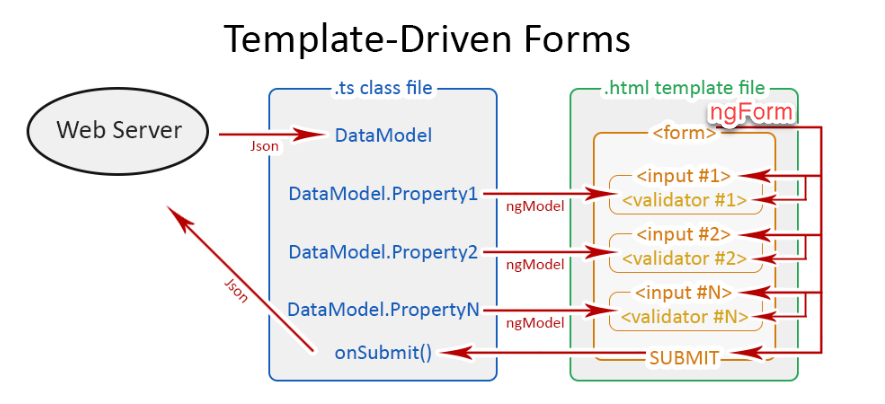 Template-Driven Forms
.ts class file
.html template file
ngForm
Web Server
Json
DataModel
<form>
DataModel.Property1
ngModel
<input #1>
<validator #1>
DataModel.Property2
ngModel
<input #2>
<validator #2>
Json
DataModel.PropertyN
ngModel
<input #N>
<validator #N>
onSubmit()
SUBMIT